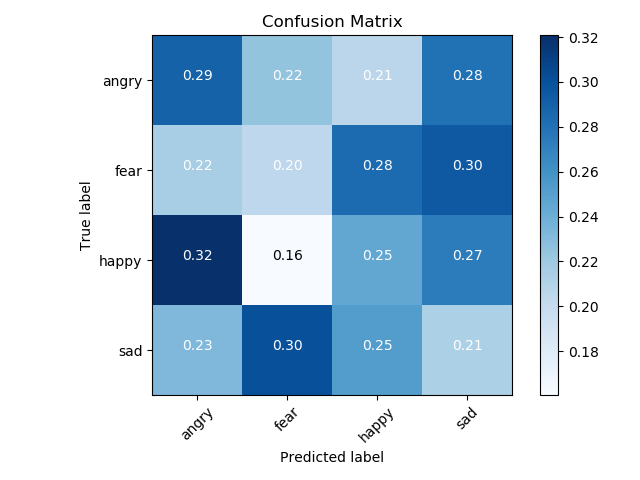 Confusion Matrix
True label
angry 0.29 0.22 0.21 0.28
fear 0.22 0.20 0.28 0.30
happy 0.32 0.16 0.25 0.27
sad 0.23 0.30 0.25 0.21
angry fear happy sad
Predicted label
0.32
0.30
0.28
0.26
0.24
0.22
0.20
0.18